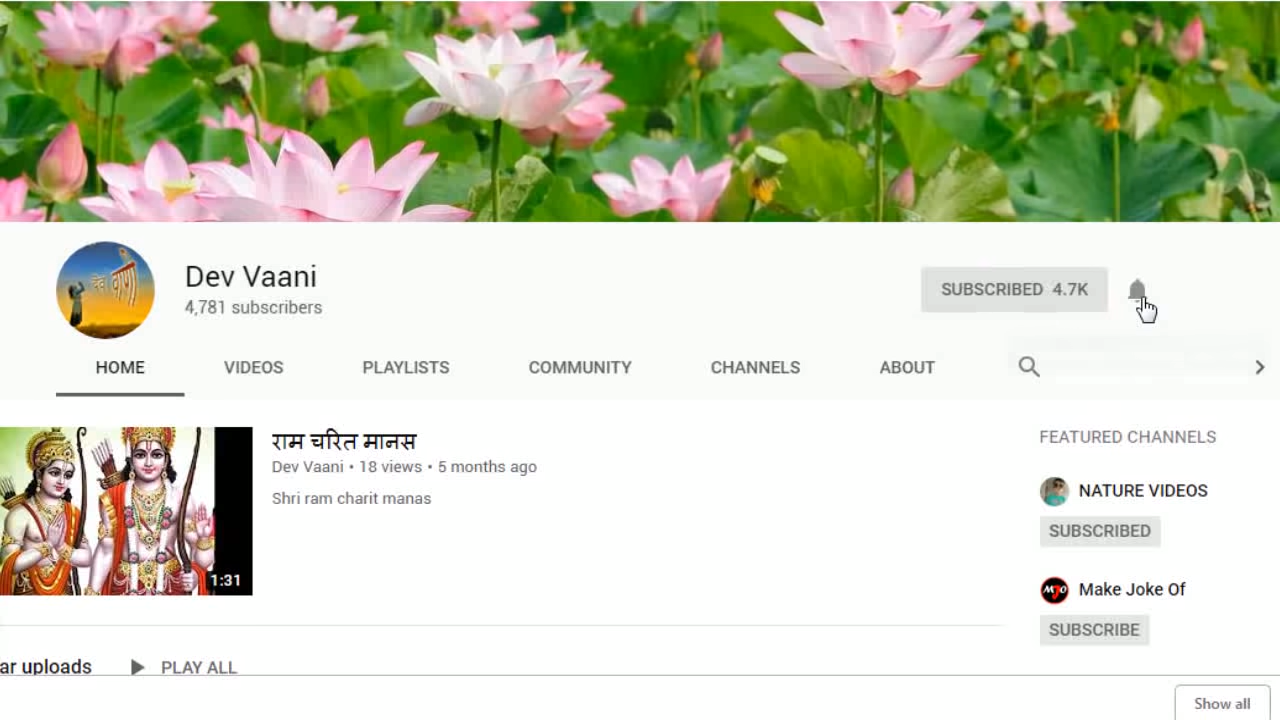 देव वाणी
Dev Vaani
4,781 subscribers
SUBSCRIBED 4.7K
HOME
VIDEOS
PLAYLISTS
COMMUNITY
CHANNELS
ABOUT
राम चरित मानस
Dev Vaani • 18 views • 5 months ago
Shri ram charit manas
1:31
FEATURED CHANNELS
NATURE VIDEOS
SUBSCRIBED
MJO
Make Joke Of
SUBSCRIBE
ar uploads
PLAY ALL
Show all